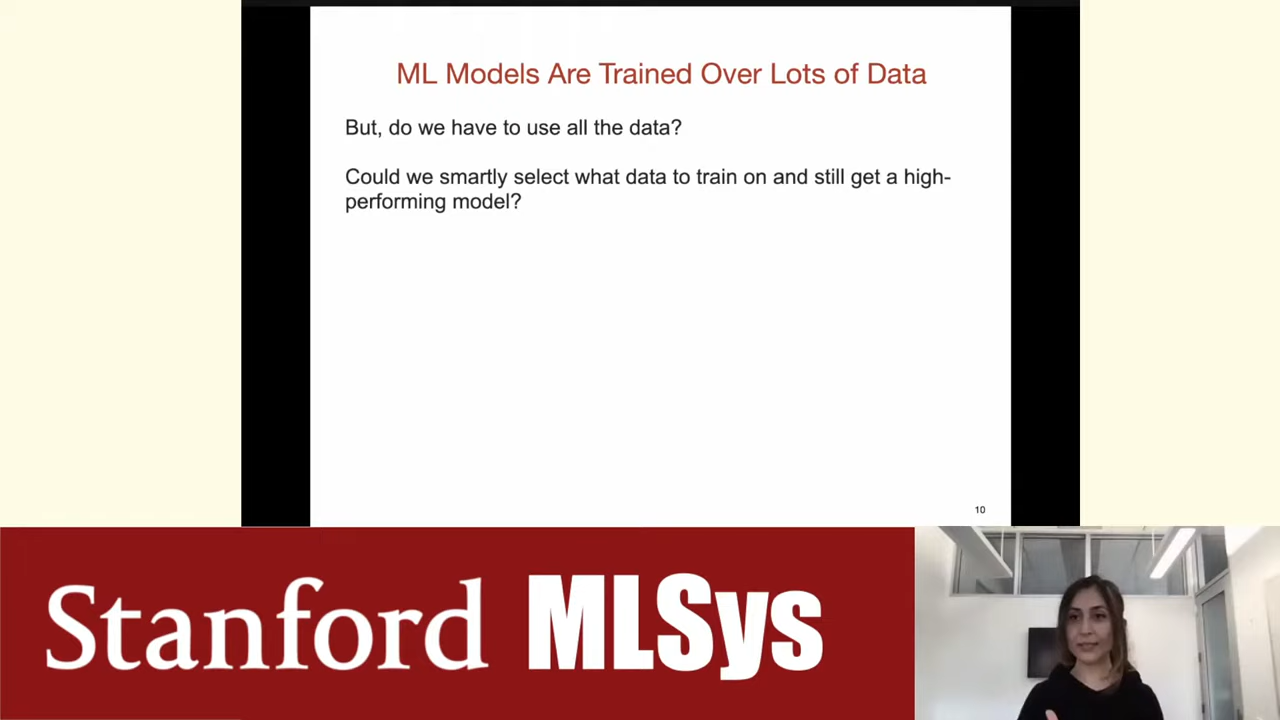 ML Models Are Trained Over Lots of Data
But, do we have to use all the data?
Could we smartly select what data to train on and still get a high-
performing model?
10
Stanford MLSys